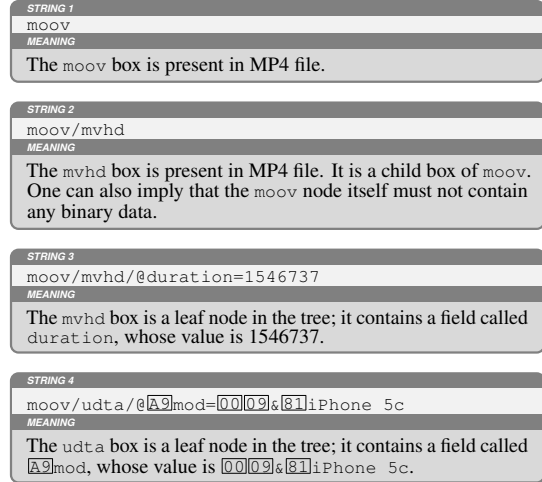 STRING 1
moov
MEANING
The moov box is present in MP4 file.
STRING 2
moov/mvhd
MEANING
The mvhd box is present in MP4 file. It is a child box of moov.
One can also imply that the moov node itself must not contain
any binary data.
STRING 3
moov/mvhd/@duration=1546737
MEANING
The mvhd box is a leaf node in the tree; it contains a field called
duration, whose value is 1546737.
STRING 4
moov/udta/@A9mod=0009&81iPhone 5c
MEANING
The udta box is a leaf node in the tree; it contains a field called
A9mod, whose value is 0009&81iPhone 5c.